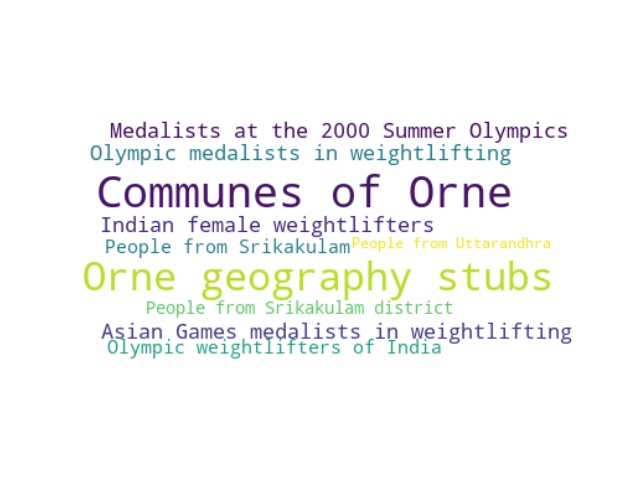 Medalists at the 2000 Summer Olympics
Olympic medalists in weightlifting
Communes of Orne
Indian female weightlifters
People from Srikakulam
People from Uttarandhra
Orne geography stubs
People from Srikakulam district
Asian Games medalists in weightlifting
Olympic weightlifters of India